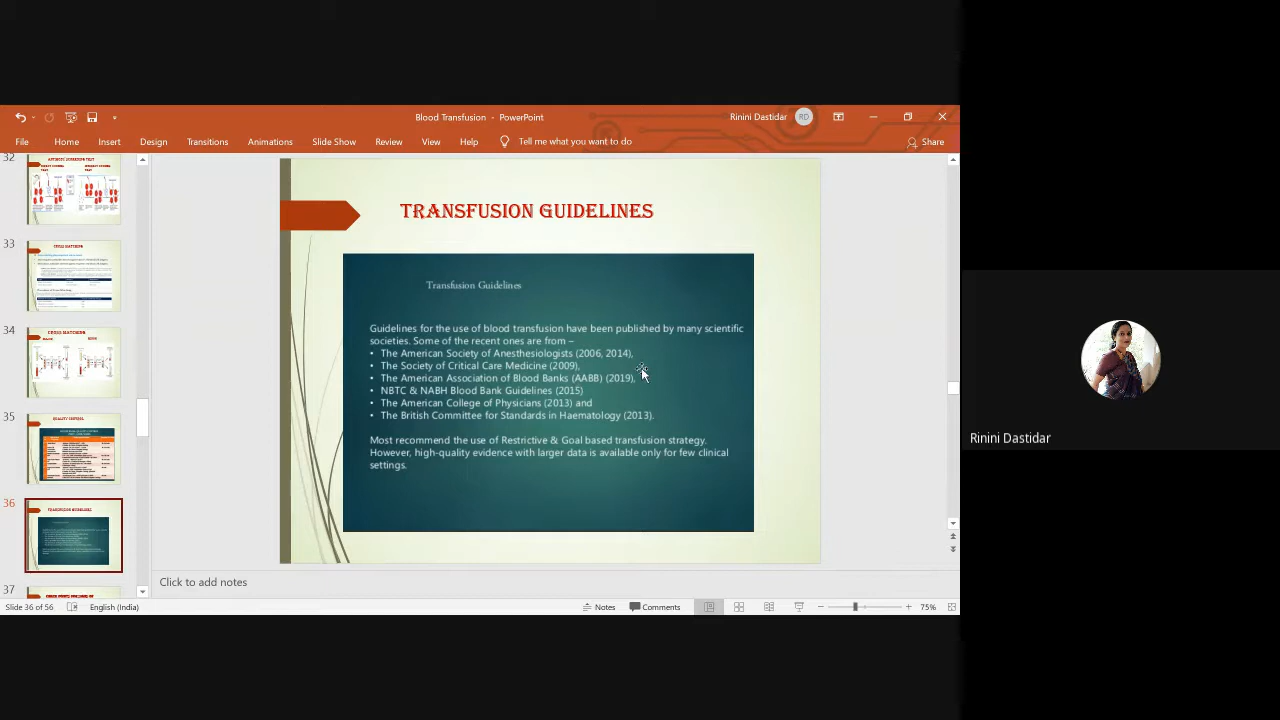 Blood Transfusion - PowerPoint
Rinini Dastidar
RD
File Home Insert Design Transitions Animations Slide Show Review View Help Tell me what you want to do
Share
32
33
34
CROSS MATCHING
35
QUALITY CONTROL
36
TRANSFUSION GUIDELINES
37
TRANSFUSION GUIDELINES
Transfusion Guidelines
Guidelines for the use of blood transfusion have been published by many scientific
societies. Some of the recent ones are from –
• The American Society of Anesthesiologists (2006, 2014),
• The Society of Critical Care Medicine (2009),
• The American Association of Blood Banks (AABB) (2019),
• NBTC & NABH Blood Bank Guidelines (2015)
• The American College of Physicians (2013) and
• The British Committee for Standards in Haematology (2013).
Most recommend the use of Restrictive & Goal based transfusion strategy.
However, high-quality evidence with larger data is available only for few clinical
settings.
Click to add notes
Slide 36 of 56 English (India) Notes Comments 75%
Rinini Dastidar